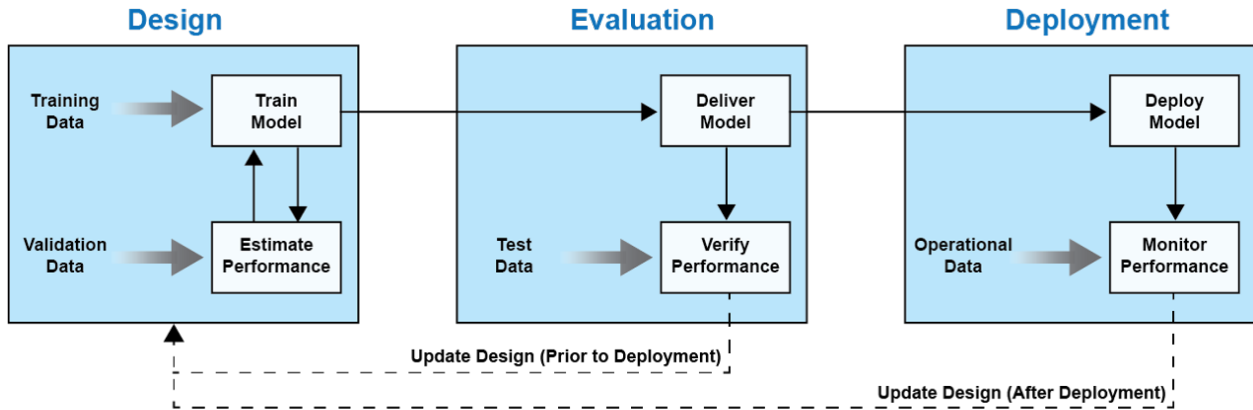 Design
Evaluation
Deployment
Training
Data
Train
Model
Deliver
Model
Deploy
Model
Validation
Data
Estimate
Performance
Test
Data
Verify
Performance
Operational
Data
Monitor
Performance
Update Design (Prior to Deployment)
Update Design (After Deployment)